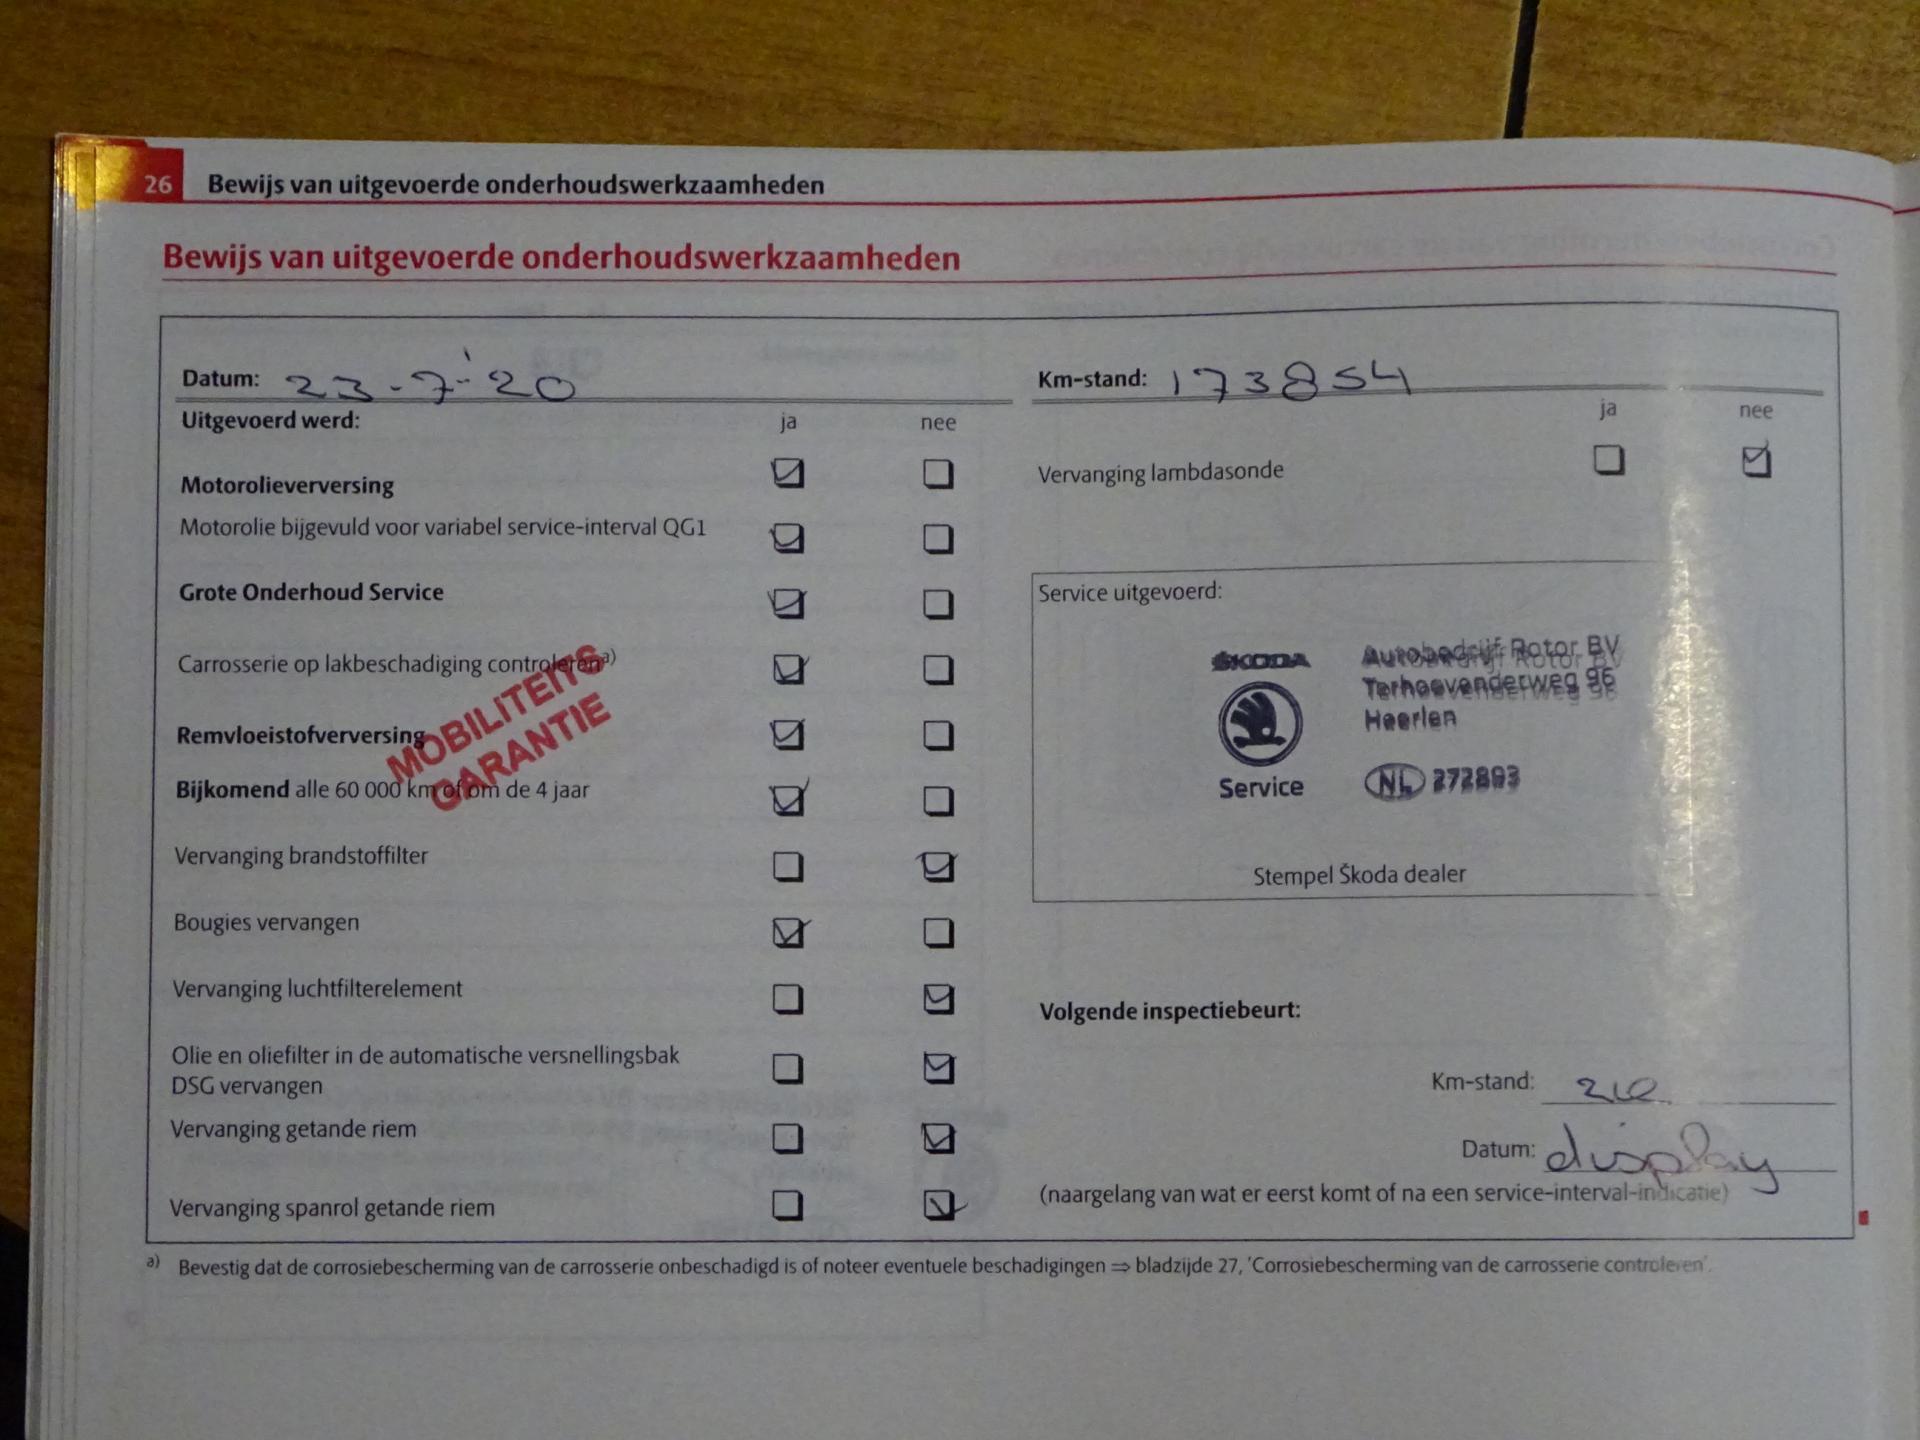 26 Bewijs van uitgevoerde onderhoudswerkzaamheden
Bewijs van uitgevoerde onderhoudswerkzaamheden
Datum: 23-7-'20
Uitgevoerd werd: ja nee
Motorolieverversing
Motorolie bijgevuld voor variabel service-interval QG1
Grote Onderhoud Service
Carrosserie op lakbeschadiging controleren a)
Remvloeistofverversing
MOBILITEITS
GARANTIE
Bijkomend alle 60 000 km of om de 4 jaar
Vervanging brandstoffilter
Bougies vervangen
Vervanging luchtfilterelement
Olie en oliefilter in de automatische versnellingsbak
DSG vervangen
Vervanging getande riem
Vervanging spanrol getande riem
Km-stand: 173854
ja nee
Vervanging lambdasonde
Service uitgevoerd:
ŠKODA
Service
Autobedrijf Rotor BV
Terhoevenderweg 96
Heerlen
NL 272893
Stempel Škoda dealer
Volgende inspectiebeurt:
Km-stand: zie
Datum: display
(naargelang van wat er eerst komt of na een service-interval-indicatie)
a) Bevestig dat de corrosiebescherming van de carrosserie onbeschadigd is of noteer eventuele beschadigingen ⇒ bladzijde 27, 'Corrosiebescherming van de carrosserie controleren'.